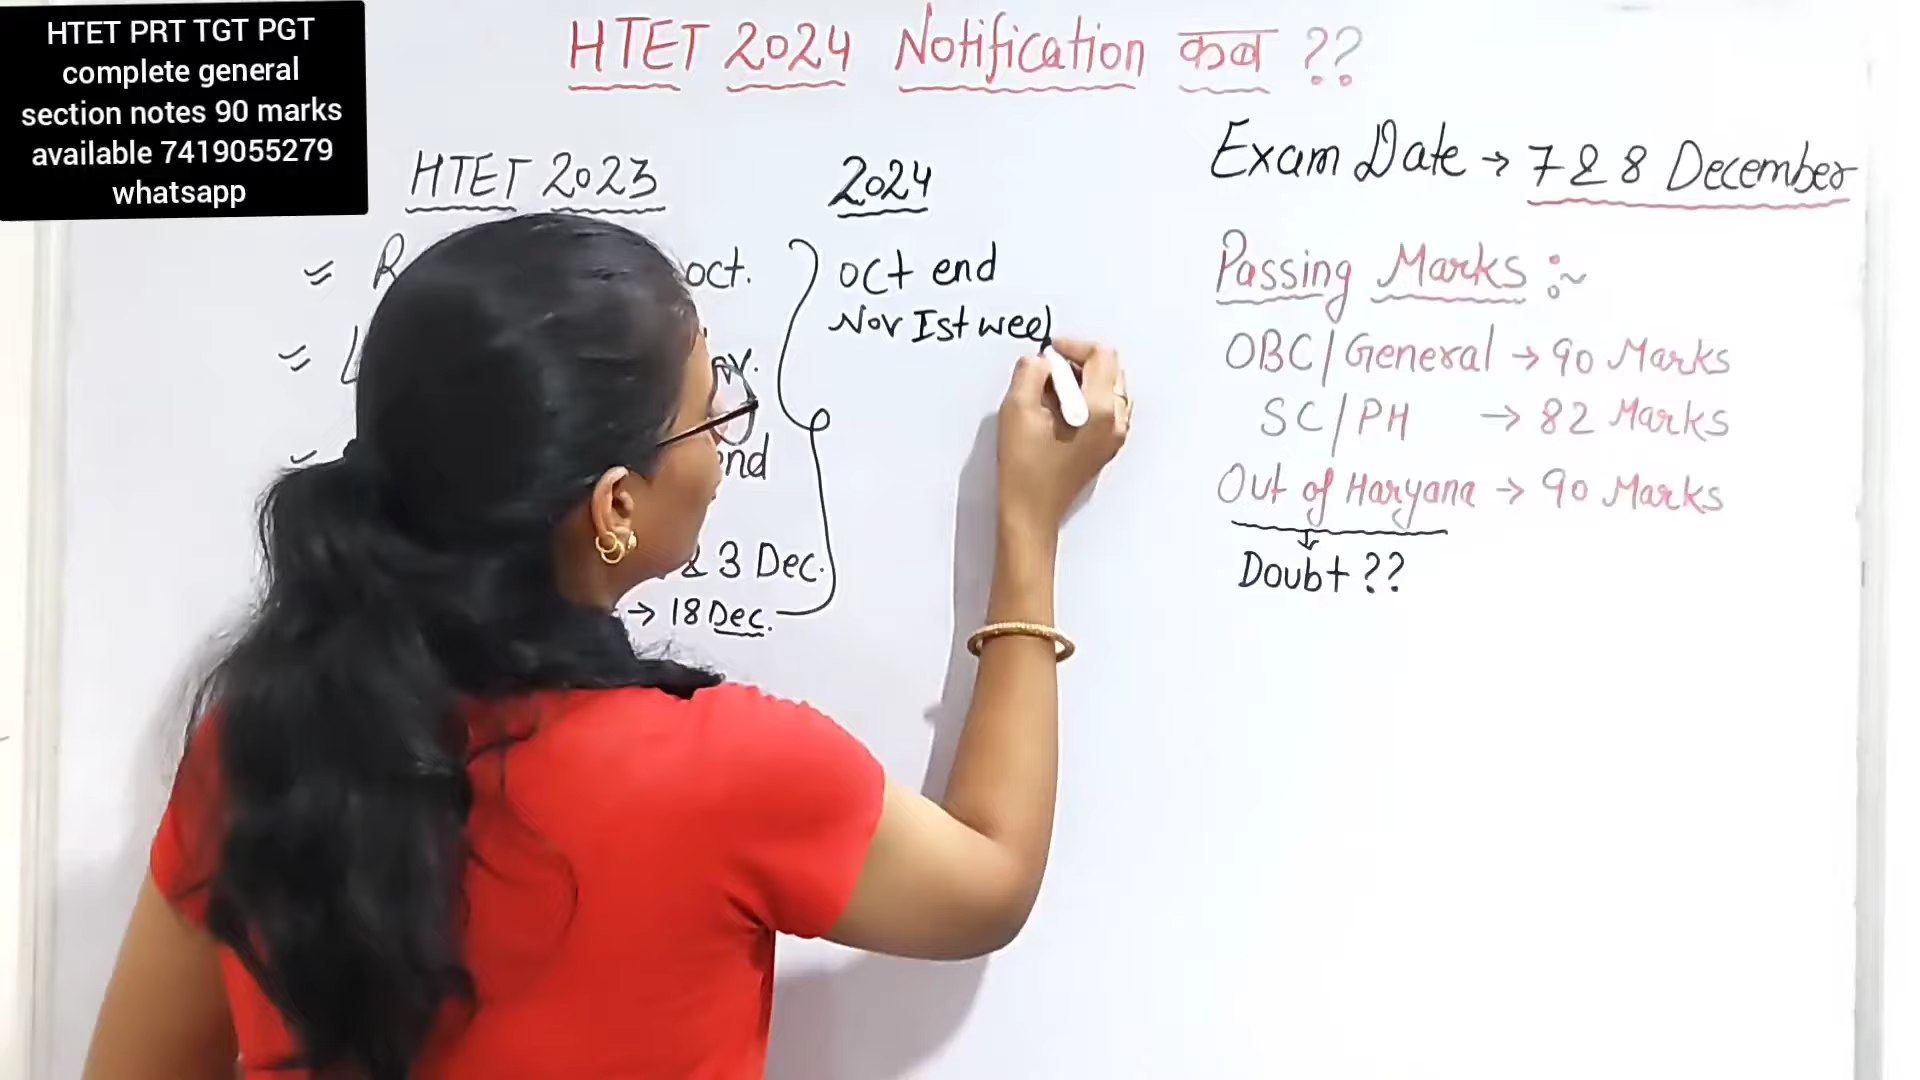 HTET PRT TGT PGT
complete general
section notes 90 marks
available 7419055279
whatsapp
HTET 2024 Notification कब ??
HTET 2023
oct.
end
& 3 Dec.
→ 18 Dec.
2024
oct end
Nov Ist week
Exam Date → 7 & 8 December
Passing Marks :~
OBC/General → 90 Marks
SC/PH → 82 Marks
Out of Haryana → 90 Marks
Doubt ??